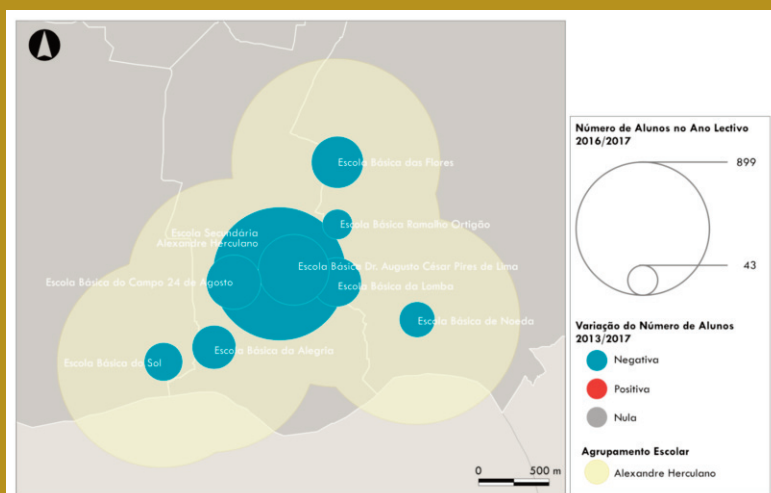 Escola Básica das Flores
Escola Básica Ramalho Ortigão
Escola Secundária
Alexandre Herculano
Escola Básica Dr. Augusto César Pires de Lima
Escola Básica do Campo 24 de Agosto
Escola Básica da Lomba
Escola Básica de Noeda
Escola Básica da Alegria
Escola Básica do Sol
0 500 m
Número de Alunos no Ano Lectivo
2016/2017
899
43
Variação do Número de Alunos
2013/2017
Negativa
Positiva
Nula
Agrupamento Escolar
Alexandre Herculano